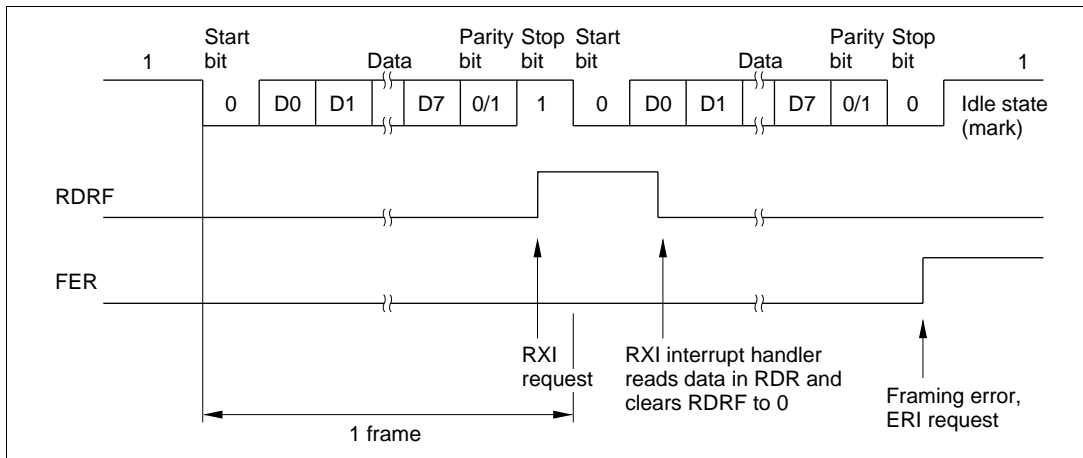 Start bit
Parity bit
Stop bit
Start bit
Parity bit
Stop bit
1
Data
Data
1
0 D0 D1 D7 0/1 1 0 D0 D1 D7 0/1 0
Idle state
(mark)
RDRF
FER
RXI
request
RXI interrupt handler
reads data in RDR and
clears RDRF to 0
Framing error,
ERI request
1 frame